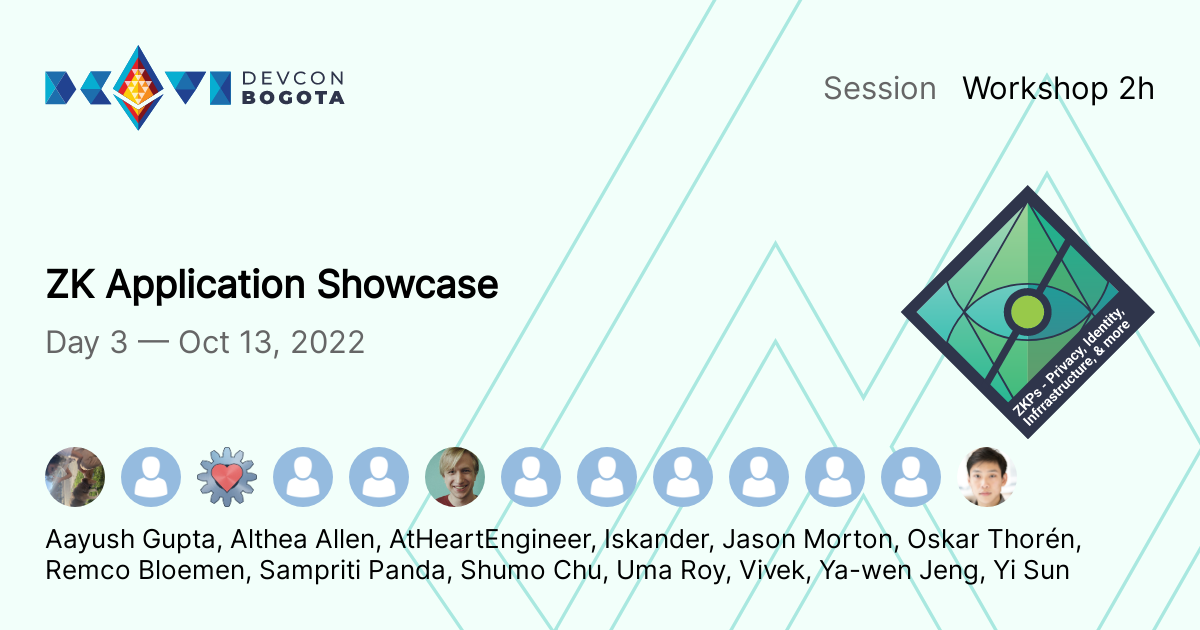 DEVCON
BOGOTA
Session Workshop 2h
ZK Application Showcase
Day 3 — Oct 13, 2022
ZKPs - Privacy, Identity,
Infrrastructure, & more
Aayush Gupta, Althea Allen, AtHeartEngineer, Iskander, Jason Morton, Oskar Thorén,
Remco Bloemen, Sampriti Panda, Shumo Chu, Uma Roy, Vivek, Ya-wen Jeng, Yi Sun